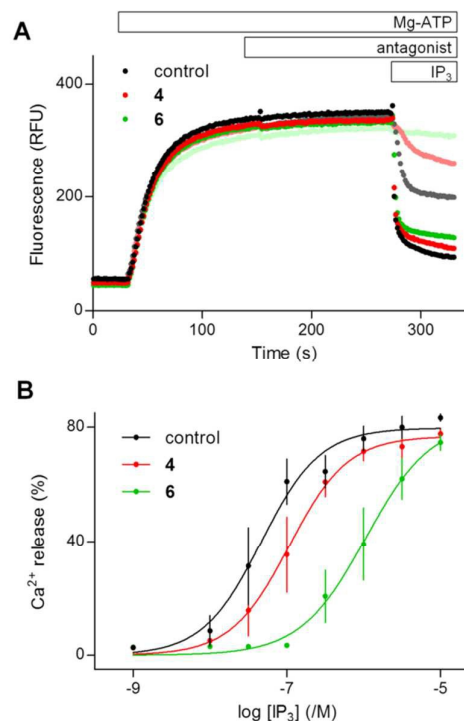 A
Mg-ATP
antagonist
IP3
control
4
6
400
200
0
Fluorescence (RFU)
0 100 200 300
Time (s)
B
control
4
6
80
40
0
Ca2+ release (%)
-9 -7 -5
log [IP3] (/M)